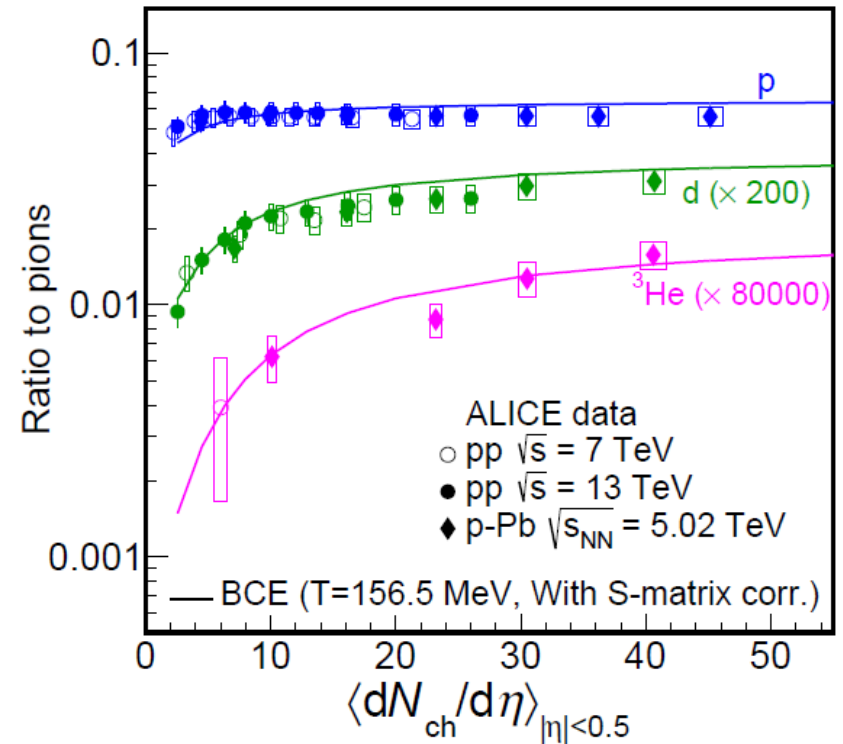 Ratio to pions
0.1
0.01
0.001
p
d (× 200)
³He (× 80000)
ALICE data
○ pp √s = 7 TeV
● pp √s = 13 TeV
♦ p-Pb √s_NN = 5.02 TeV
— BCE (T=156.5 MeV, With S-matrix corr.)
0 10 20 30 40 50
⟨dN_ch/dη⟩_|η|<0.5